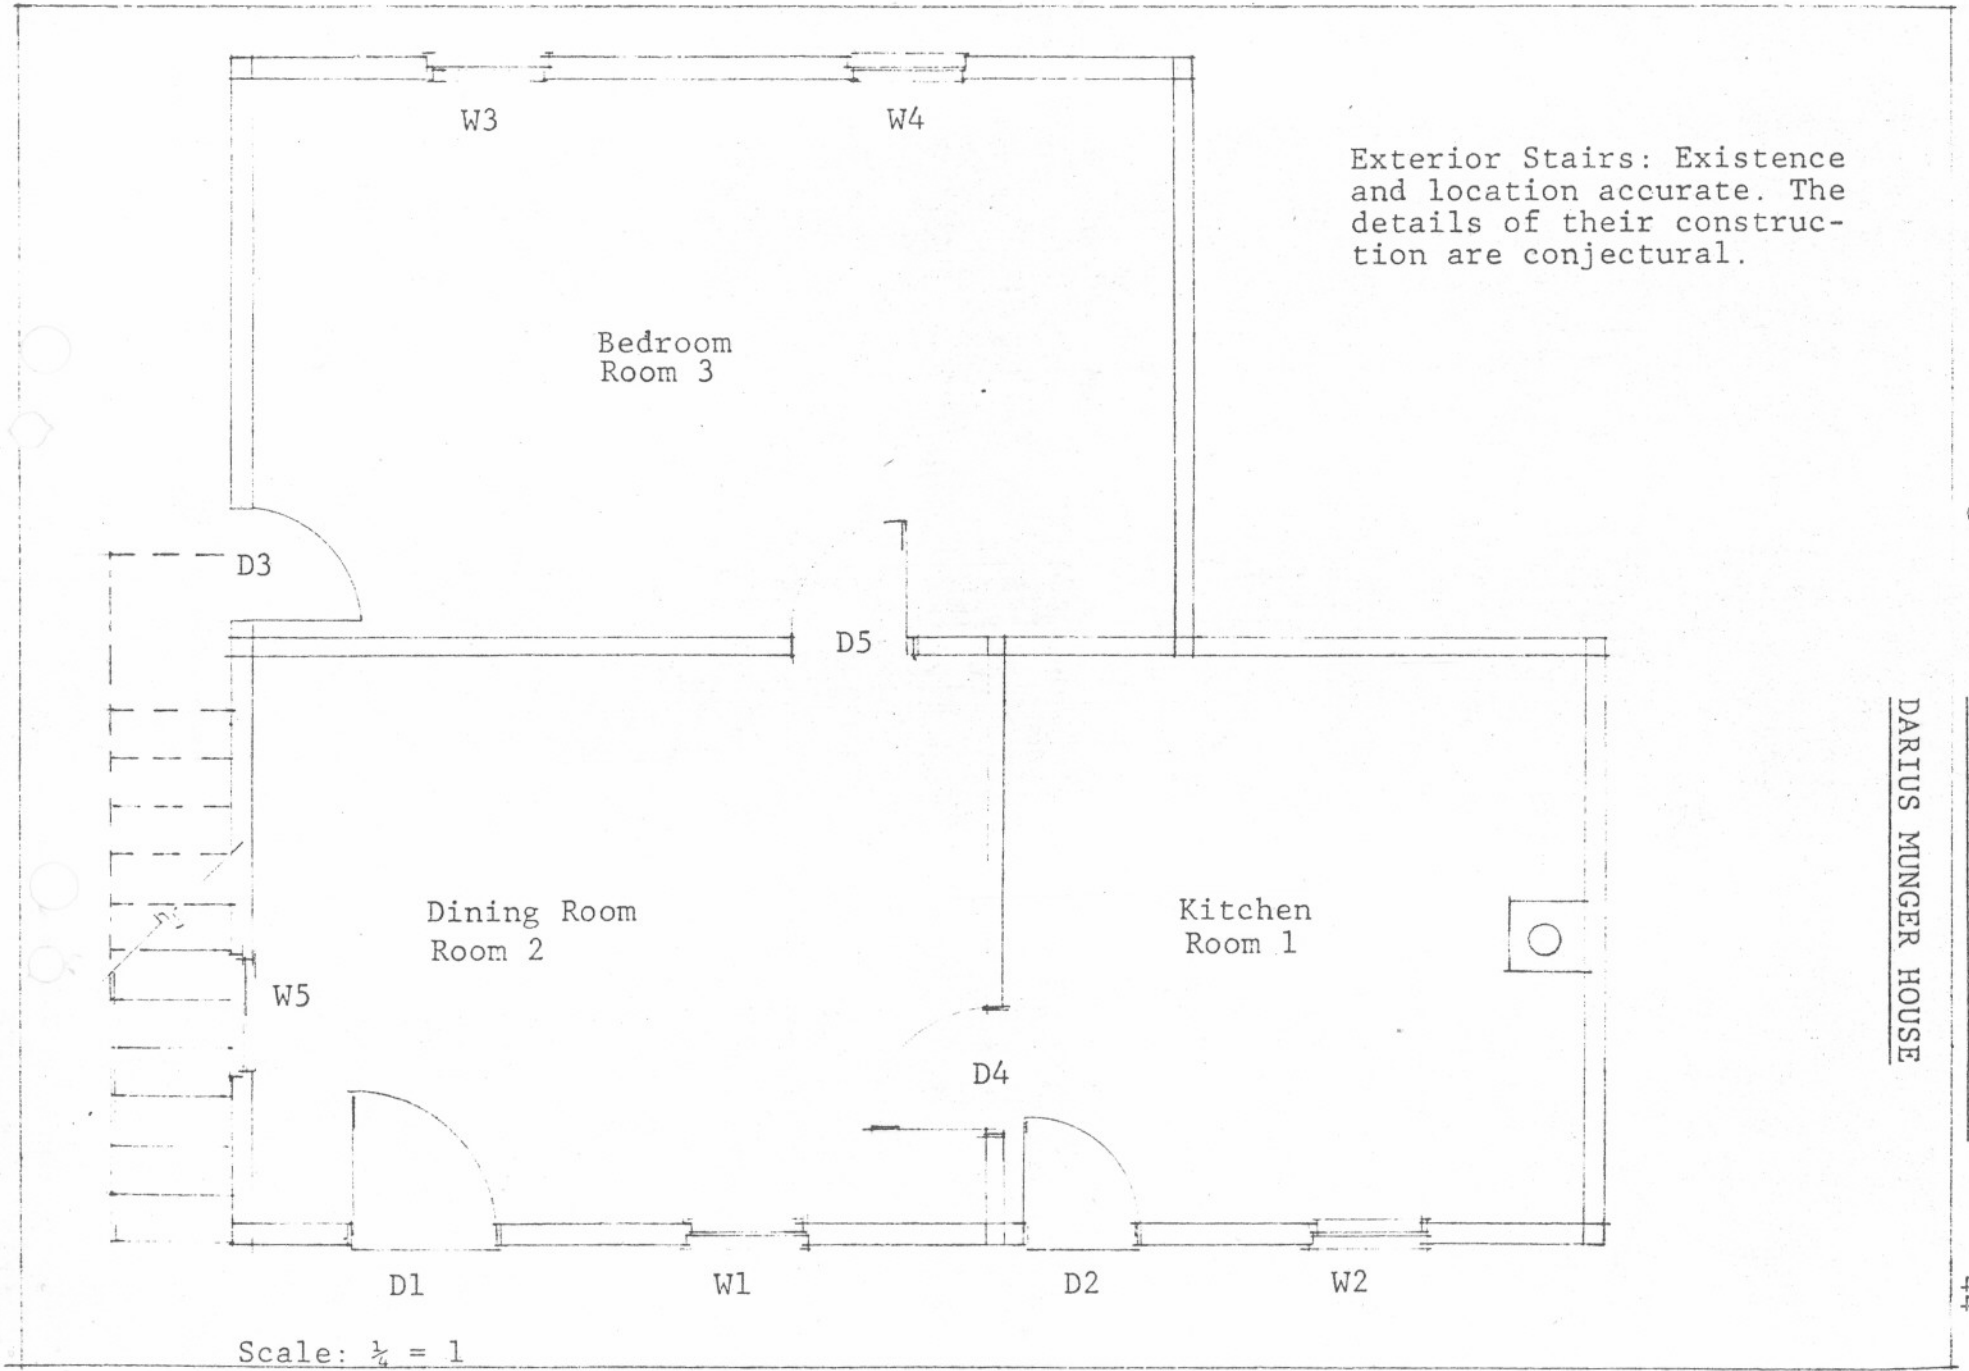 W3
W4
Exterior Stairs: Existence
and location accurate. The
details of their construc-
tion are conjectural.
Bedroom
Room 3
D3
D5
DARIUS MUNGER HOUSE
Dining Room
Room 2
Kitchen
Room 1
W5
D4
D1
W1
D2
W2
Scale: ¼ = 1